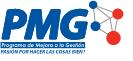 PMG
Programa de Mejora a la Gestión
PASIÓN POR HACER LAS COSAS BIEN!